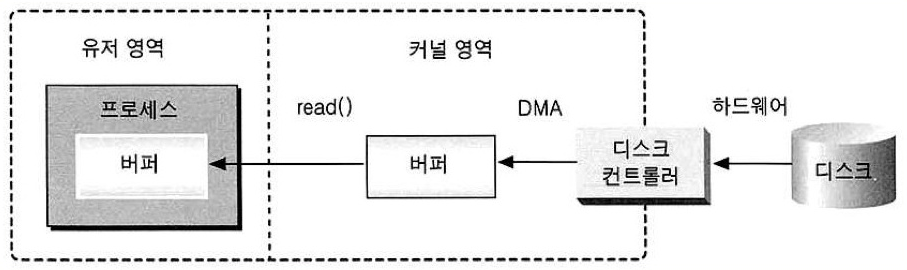 유저 영역
커널 영역
프로세스
read()
DMA
하드웨어
버퍼
버퍼
디스크
컨트롤러
디스크